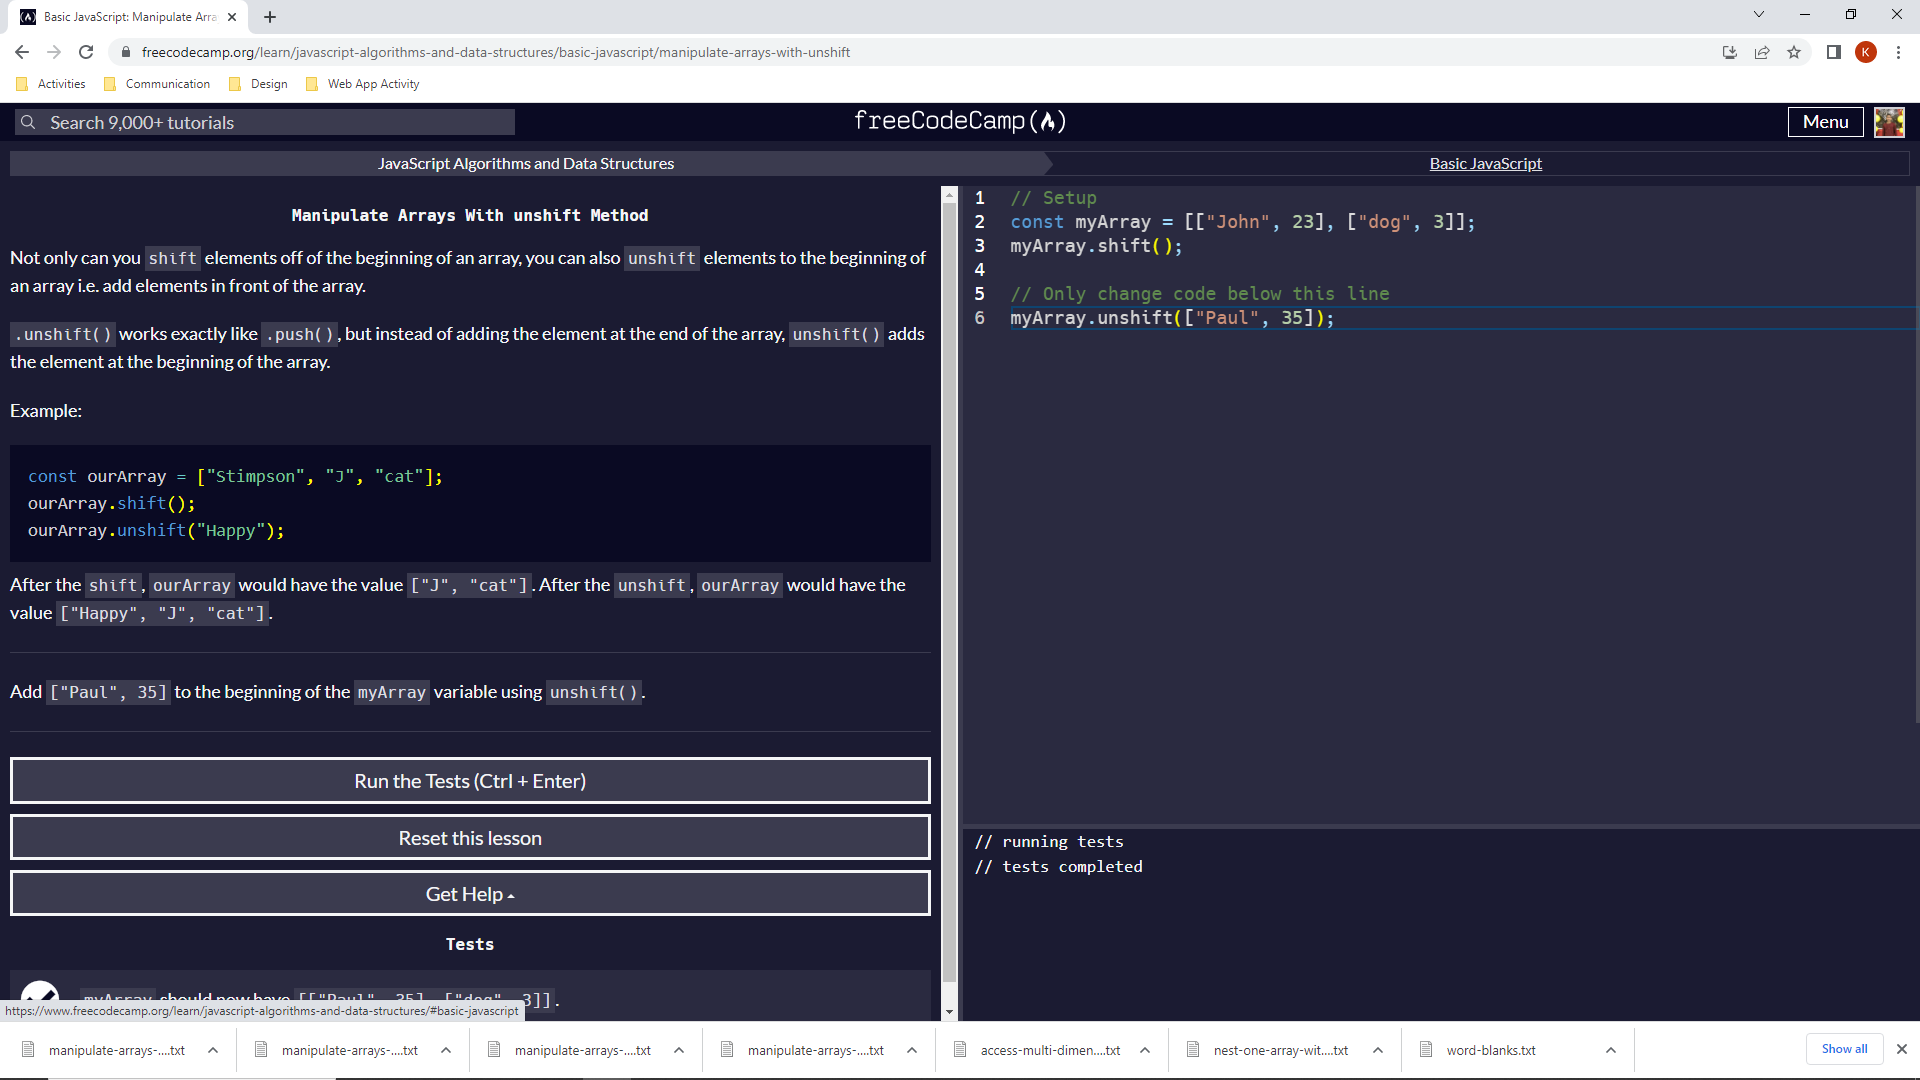 Basic JavaScript: Manipulate Arra
freecodecamp.org/learn/javascript-algorithms-and-data-structures/basic-javascript/manipulate-arrays-with-unshift
K
Activities
Communication
Design
Web App Activity
Search 9,000+ tutorials
freeCodeCamp
Menu
JavaScript Algorithms and Data Structures
Basic JavaScript
Manipulate Arrays With unshift Method
Not only can you shift elements off of the beginning of an array, you can also unshift elements to the beginning of
an array i.e. add elements in front of the array.
.unshift() works exactly like .push(), but instead of adding the element at the end of the array, unshift() adds
the element at the beginning of the array.
Example:
const ourArray = ["Stimpson", "J", "cat"];
ourArray.shift();
ourArray.unshift("Happy");
After the shift, ourArray would have the value ["J", "cat"]. After the unshift, ourArray would have the
value ["Happy", "J", "cat"].
Add ["Paul", 35] to the beginning of the myArray variable using unshift().
Run the Tests (Ctrl + Enter)
Reset this lesson
Get Help
Tests
myArray should now have [["Paul", 35], ["dog", 3]].
https://www.freecodecamp.org/learn/javascript-algorithms-and-data-structures/#basic-javascript
1 // Setup
2 const myArray = [["John", 23], ["dog", 3]];
3 myArray.shift();
4
5 // Only change code below this line
6 myArray.unshift(["Paul", 35]);
// running tests
// tests completed
manipulate-arrays-....txt
manipulate-arrays-....txt
manipulate-arrays-....txt
manipulate-arrays-....txt
access-multi-dimen....txt
nest-one-array-wit....txt
word-blanks.txt
Show all